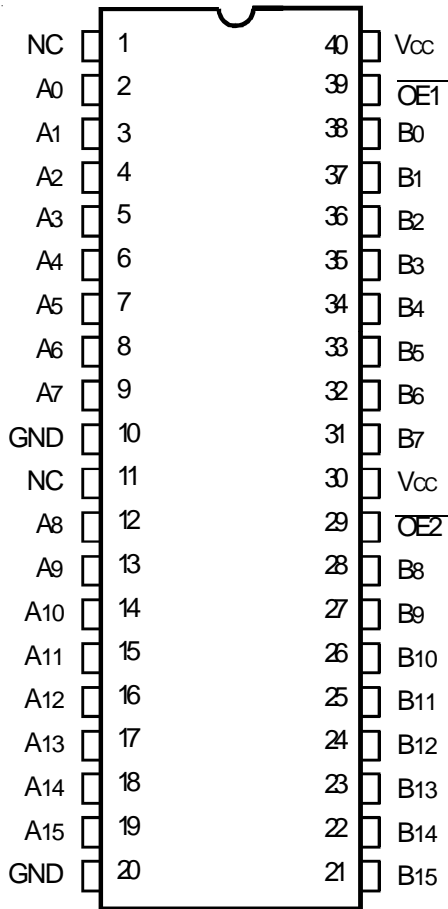 NC 1 40 Vcc
A0 2 39 OE1
A1 3 38 B0
A2 4 37 B1
A3 5 36 B2
A4 6 35 B3
A5 7 34 B4
A6 8 33 B5
A7 9 32 B6
GND 10 31 B7
NC 11 30 Vcc
A8 12 29 OE2
A9 13 28 B8
A10 14 27 B9
A11 15 26 B10
A12 16 25 B11
A13 17 24 B12
A14 18 23 B13
A15 19 22 B14
GND 20 21 B15